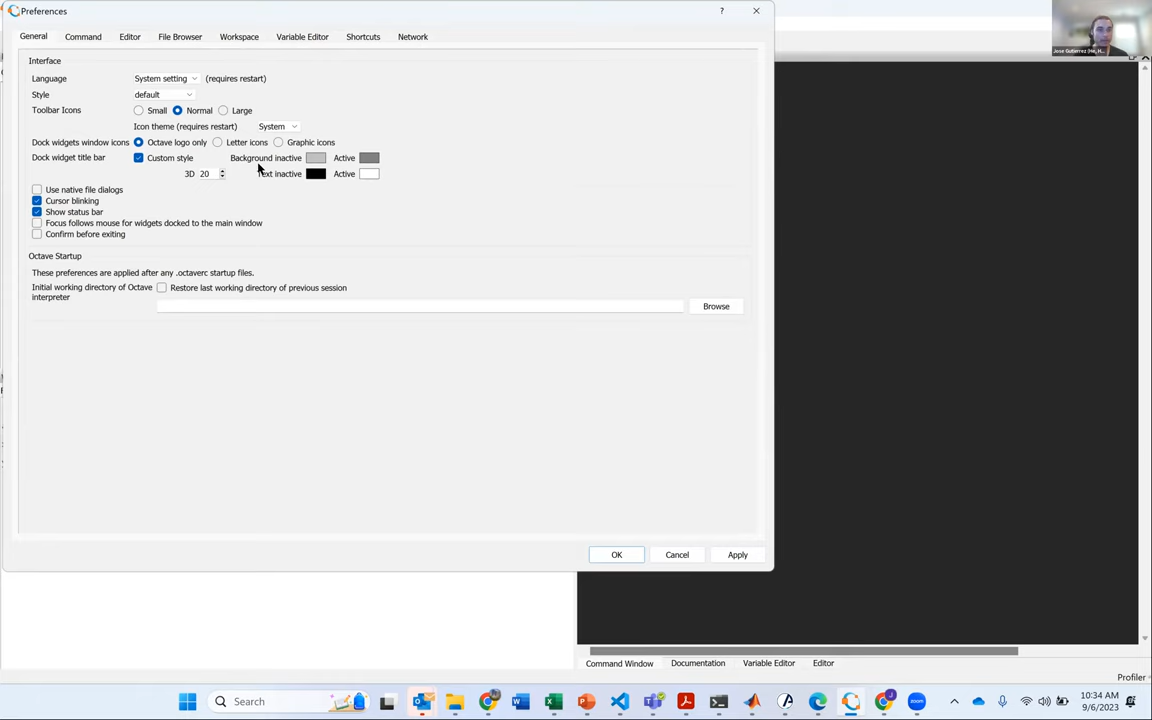 Preferences
?
General Command Editor File Browser Workspace Variable Editor Shortcuts Network
Interface
Language System setting (requires restart)
Style default
Toolbar Icons Small Normal Large
Icon theme (requires restart) System
Dock widgets window icons Octave logo only Letter icons Graphic icons
Dock widget title bar Custom style Background inactive Active
3D 20 Text inactive Active
Use native file dialogs
Cursor blinking
Show status bar
Focus follows mouse for widgets docked to the main window
Confirm before exiting
Octave Startup
These preferences are applied after any .octaverc startup files.
Initial working directory of Octave interpreter Restore last working directory of previous session
Browse
OK Cancel Apply
Jose Gutierrez (He, H...
Command Window Documentation Variable Editor Editor
Profiler
Search
10:34 AM
9/6/2023